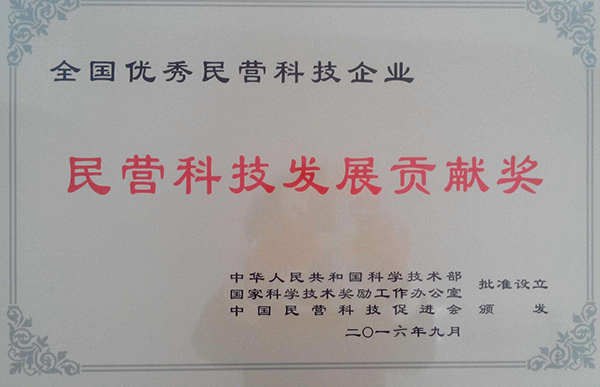 全国优秀民营科技企业
民营科技发展贡献奖
中华人民共和国科学技术部
国家科学技术奖励工作办公室 批准设立
中国民营科技促进会 颁发
二〇一六年九月